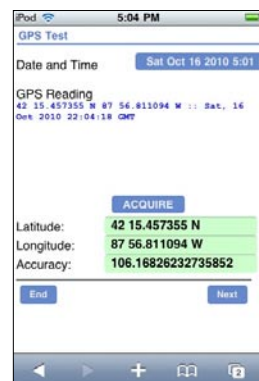 iPod 5:04 PM
GPS Test
Date and Time Sat Oct 16 2010 5:01
GPS Reading
42 15.457355 N 87 56.811094 W :: Sat, 16
Oct 2010 22:04:18 GMT
ACQUIRE
Latitude: 42 15.457355 N
Longitude: 87 56.811094 W
Accuracy: 106.16826232735852
End Next
2